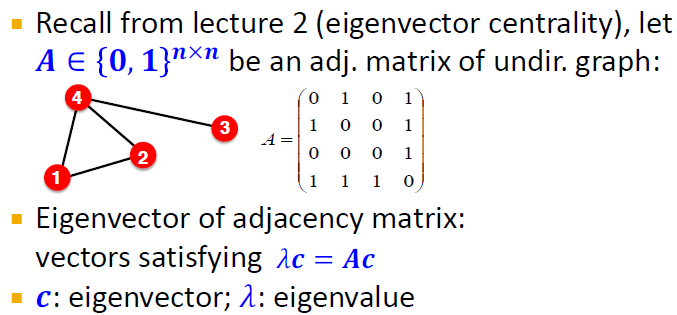 ▪ Recall from lecture 2 (eigenvector centrality), let
A ∈ {0, 1}ⁿˣⁿ be an adj. matrix of undir. graph:
4
3
2
1
A =
0 1 0 1
1 0 0 1
0 0 0 1
1 1 1 0
▪ Eigenvector of adjacency matrix:
vectors satisfying λc = Ac
▪ c: eigenvector; λ: eigenvalue